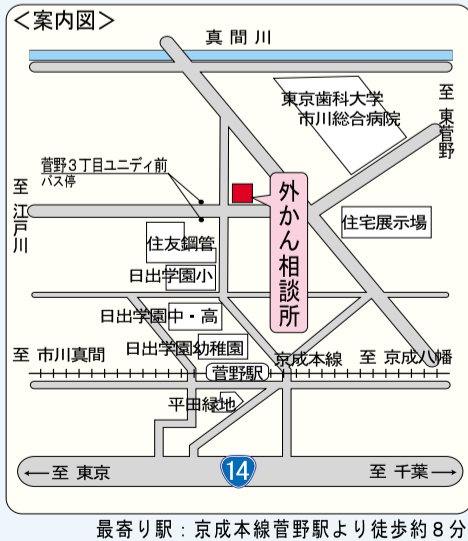 ＜案内図＞
真間川
東京歯科大学
市川総合病院
至東菅野
菅野３丁目ユニディ前
バス停
至江戸川
外かん相談所
住宅展示場
住友鋼管
日出学園小
日出学園中・高
日出学園幼稚園
至 市川真間
京成本線
至 京成八幡
菅野駅
平田緑地
←至 東京
14
至 千葉→
最寄り駅：京成本線菅野駅より徒歩約８分